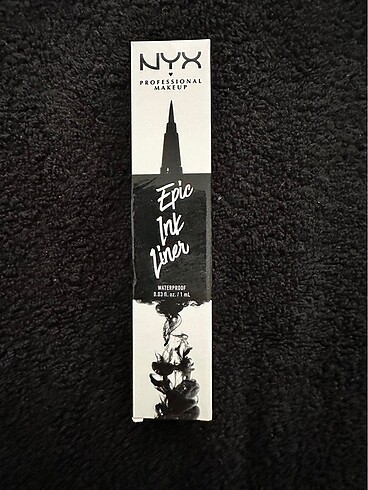 NYX
PROFESSIONAL
MAKEUP
Epic
Ink
Liner
WATERPROOF
0.03 fl. oz. / 1 mL